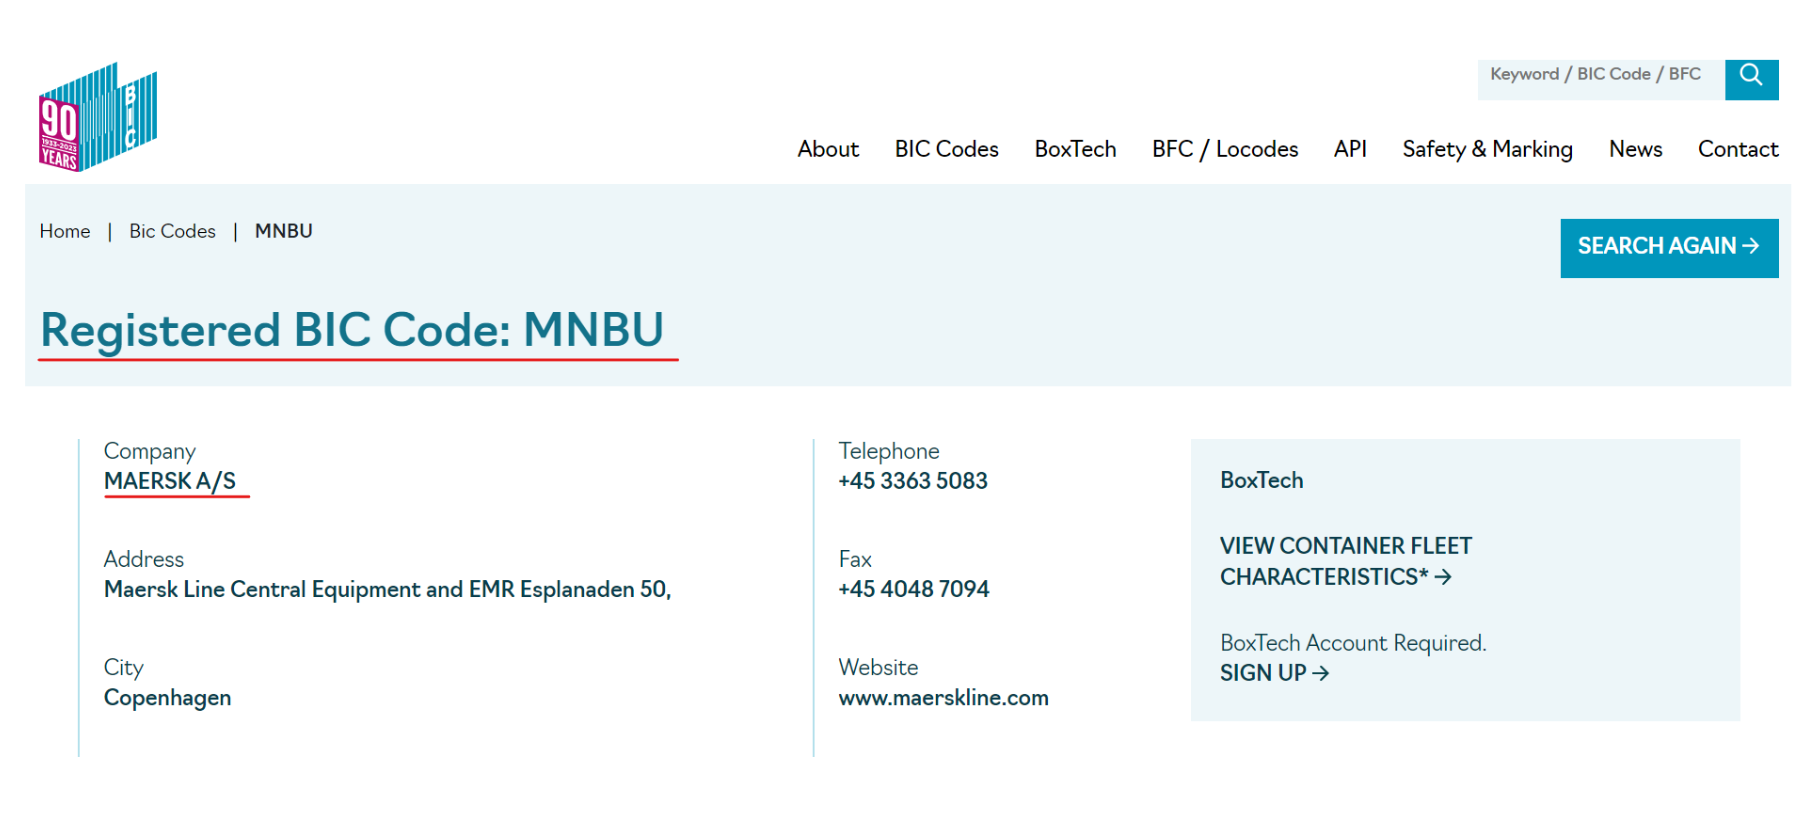 90
1933-2023
YEARS
BIC
Keyword / BIC Code / BFC
About BIC Codes BoxTech BFC / Locodes API Safety & Marking News Contact
Home | Bic Codes | MNBU
SEARCH AGAIN →
Registered BIC Code: MNBU
Company
MAERSK A/S
Address
Maersk Line Central Equipment and EMR Esplanaden 50,
City
Copenhagen
Telephone
+45 3363 5083
Fax
+45 4048 7094
Website
www.maerskline.com
BoxTech
VIEW CONTAINER FLEET
CHARACTERISTICS* →
BoxTech Account Required.
SIGN UP →